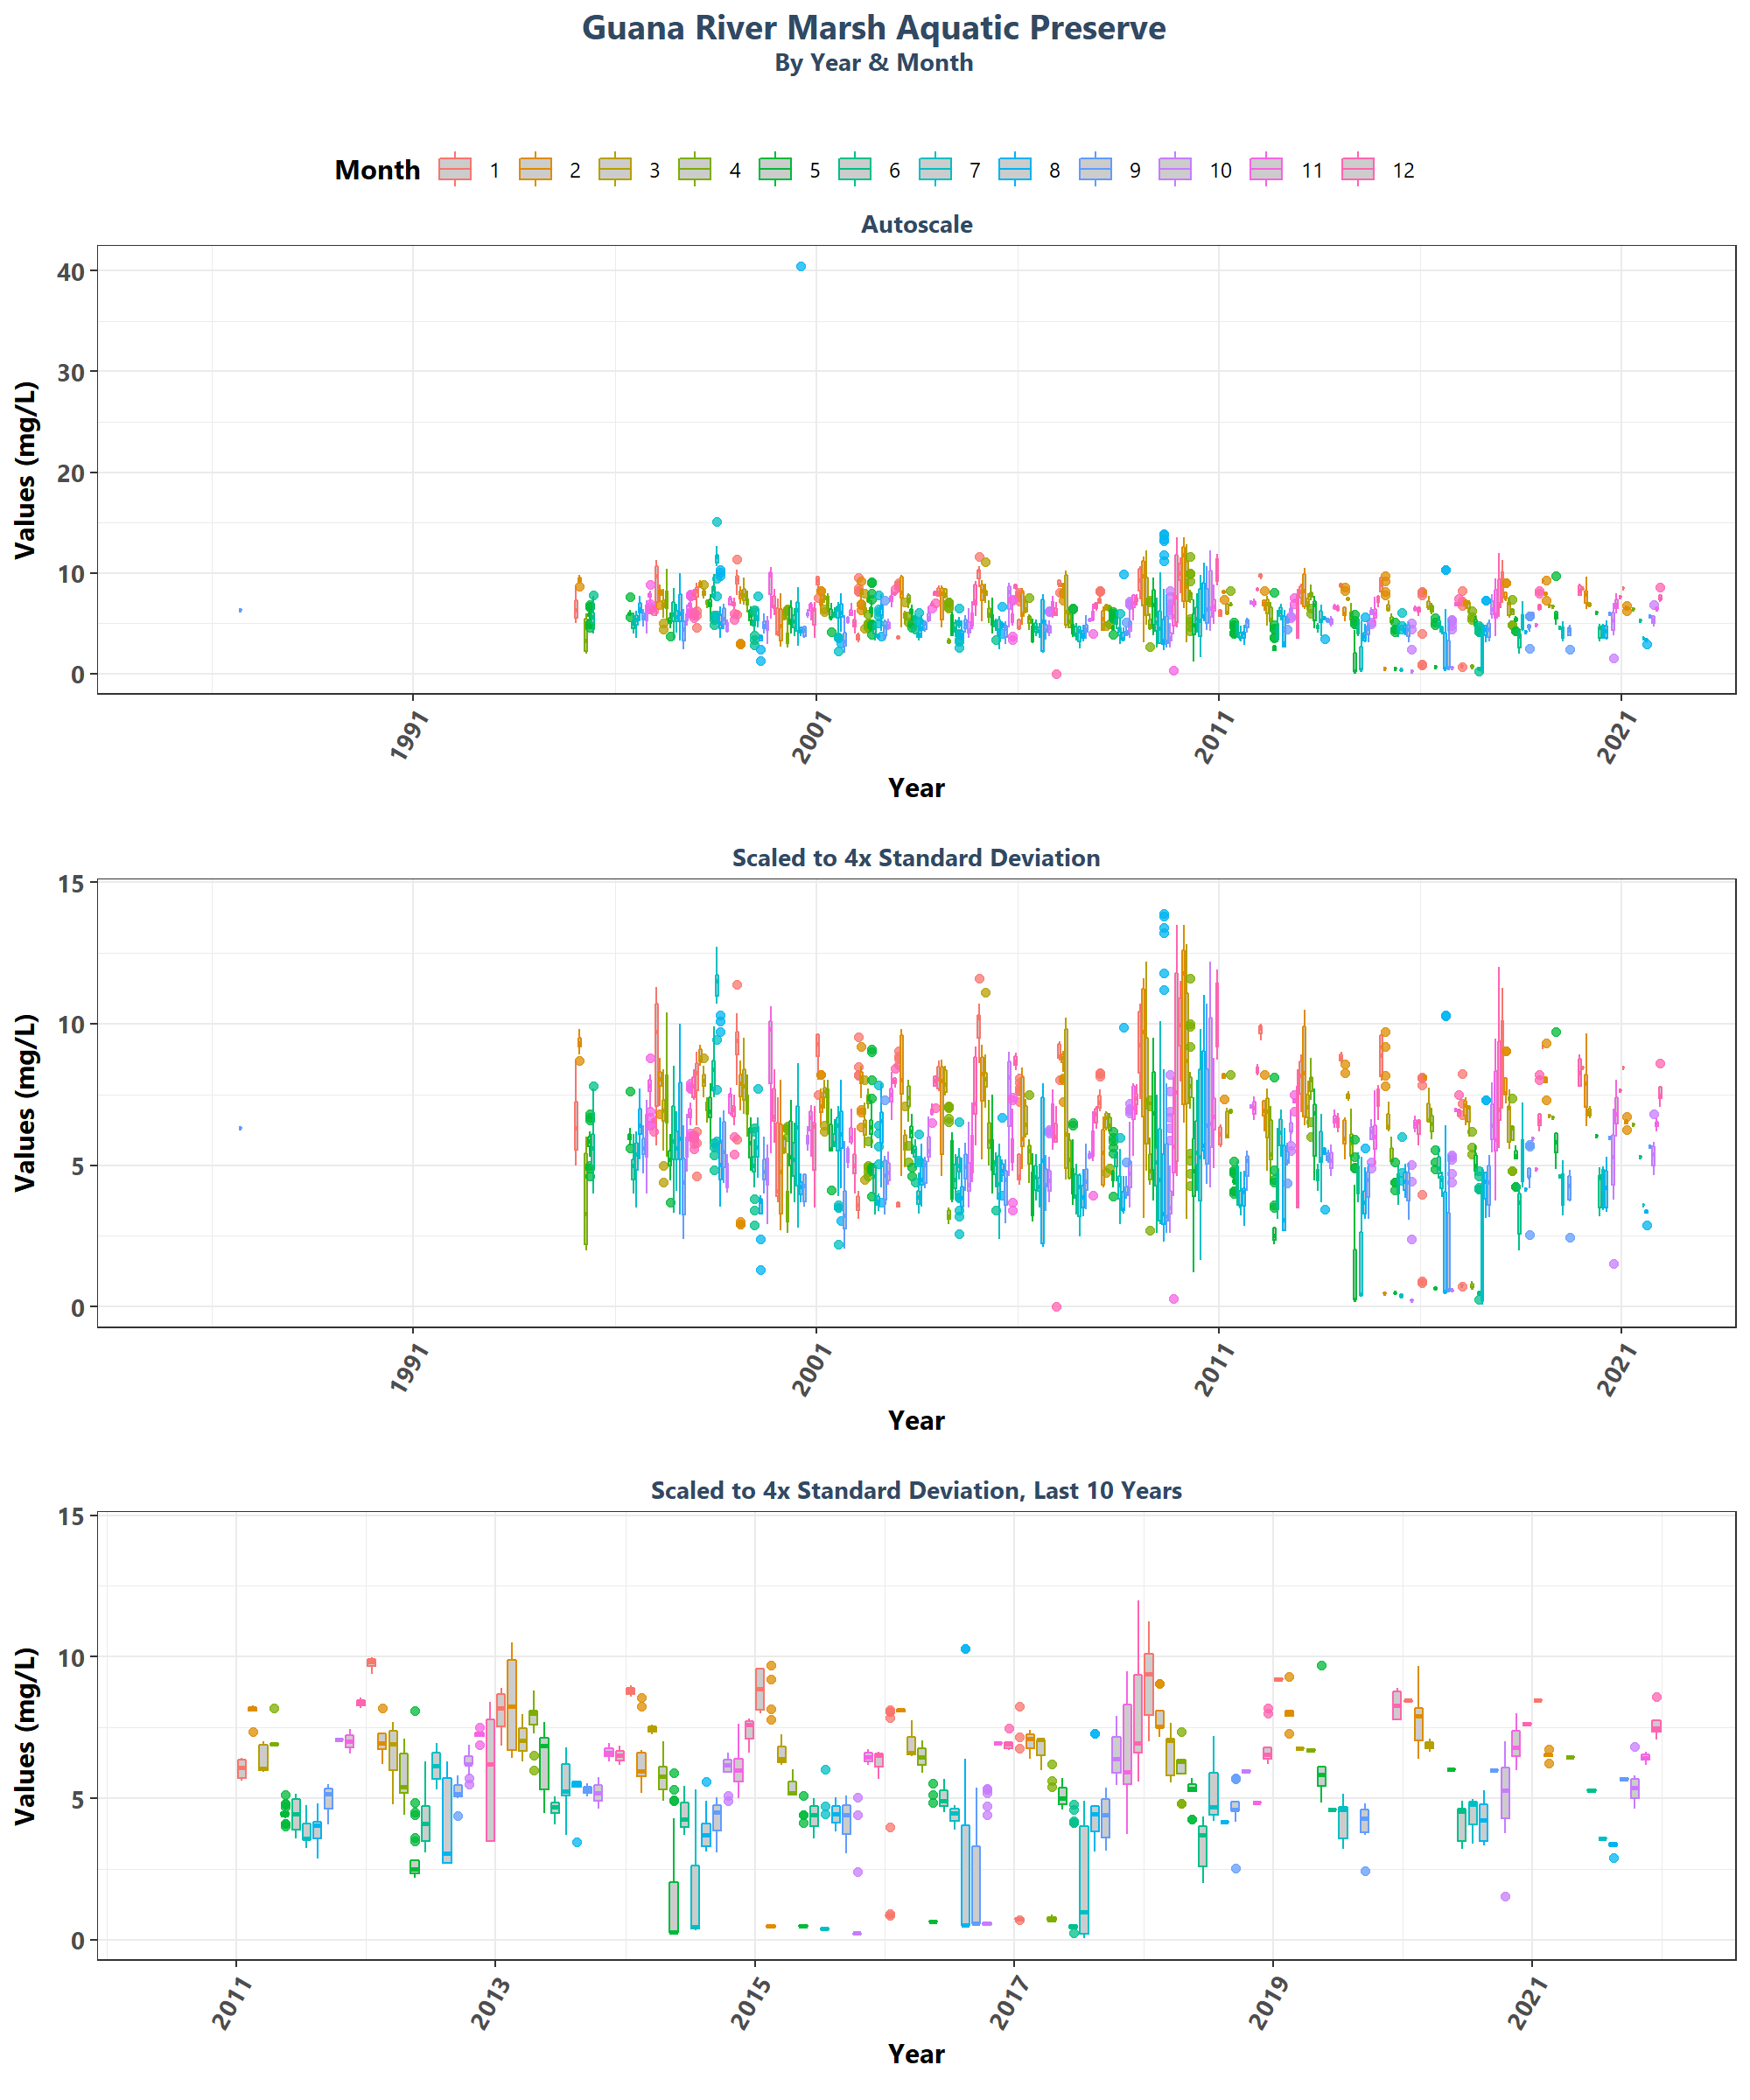 Guana River Marsh Aquatic Preserve
By Year & Month
Month 1 2 3 4 5 6 7 8 9 10 11 12
Autoscale
Values (mg/L)
40
30
20
10
0
1991 2001 2011 2021
Year
Scaled to 4x Standard Deviation
Values (mg/L)
15
10
5
0
1991 2001 2011 2021
Year
Scaled to 4x Standard Deviation, Last 10 Years
Values (mg/L)
15
10
5
0
2011 2013 2015 2017 2019 2021
Year